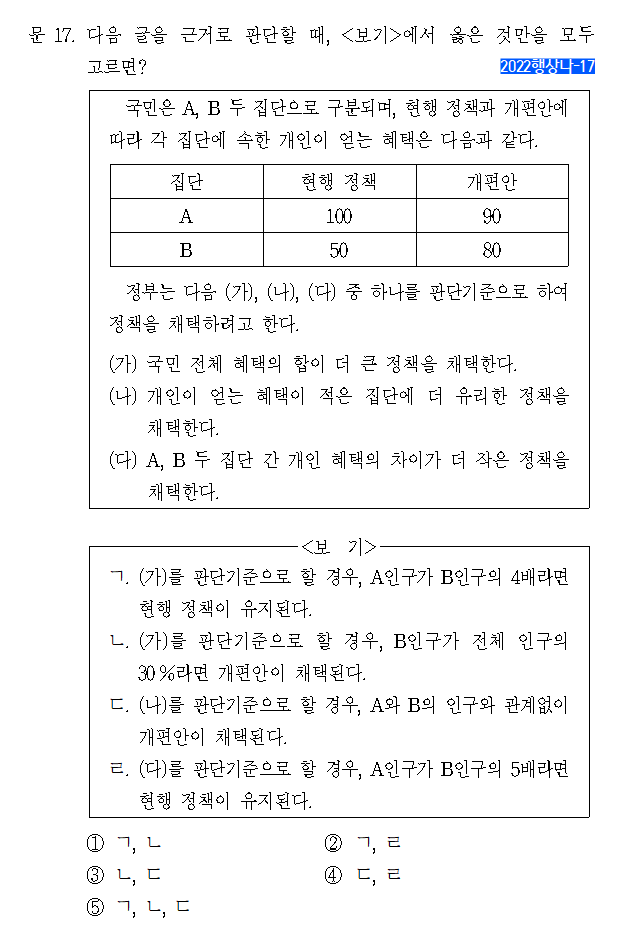 문 17. 다음 글을 근거로 판단할 때, <보기>에서 옳은 것만을 모두
고르면?
2022행상나-17
국민은 A, B 두 집단으로 구분되며, 현행 정책과 개편안에
따라 각 집단에 속한 개인이 얻는 혜택은 다음과 같다.
집단 현행 정책 개편안
A 100 90
B 50 80
정부는 다음 (가), (나), (다) 중 하나를 판단기준으로 하여
정책을 채택하려고 한다.
(가) 국민 전체 혜택의 합이 더 큰 정책을 채택한다.
(나) 개인이 얻는 혜택이 적은 집단에 더 유리한 정책을
채택한다.
(다) A, B 두 집단 간 개인 혜택의 차이가 더 작은 정책을
채택한다.
<보 기>
ㄱ. (가)를 판단기준으로 할 경우, A인구가 B인구의 4배라면
현행 정책이 유지된다.
ㄴ. (가)를 판단기준으로 할 경우, B인구가 전체 인구의
30%라면 개편안이 채택된다.
ㄷ. (나)를 판단기준으로 할 경우, A와 B의 인구와 관계없이
개편안이 채택된다.
ㄹ. (다)를 판단기준으로 할 경우, A인구가 B인구의 5배라면
현행 정책이 유지된다.
① ㄱ, ㄴ ② ㄱ, ㄹ
③ ㄴ, ㄷ ④ ㄷ, ㄹ
⑤ ㄱ, ㄴ, ㄷ